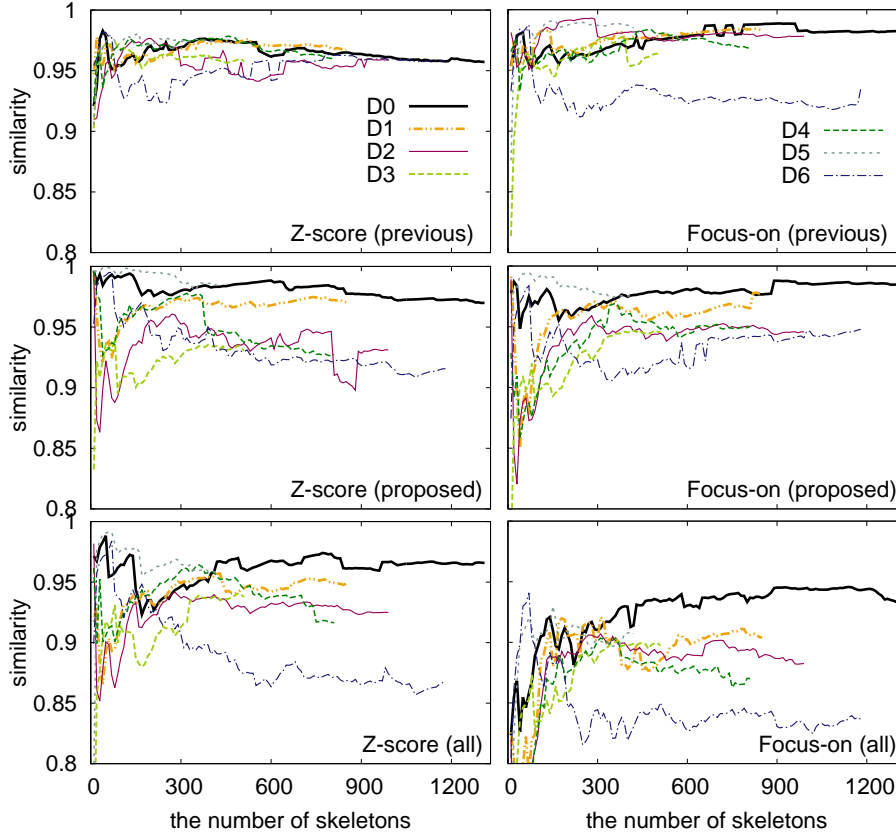 1
0.95
0.9
0.85
0.8
similarity
D0
D1
D2
D3
Z-score (previous)
D4
D5
D6
Focus-on (previous)
1
0.95
0.9
0.85
0.8
similarity
Z-score (proposed)
Focus-on (proposed)
1
0.95
0.9
0.85
0.8
similarity
Z-score (all)
Focus-on (all)
0 300 600 900 1200
0 300 600 900 1200
the number of skeletons
the number of skeletons